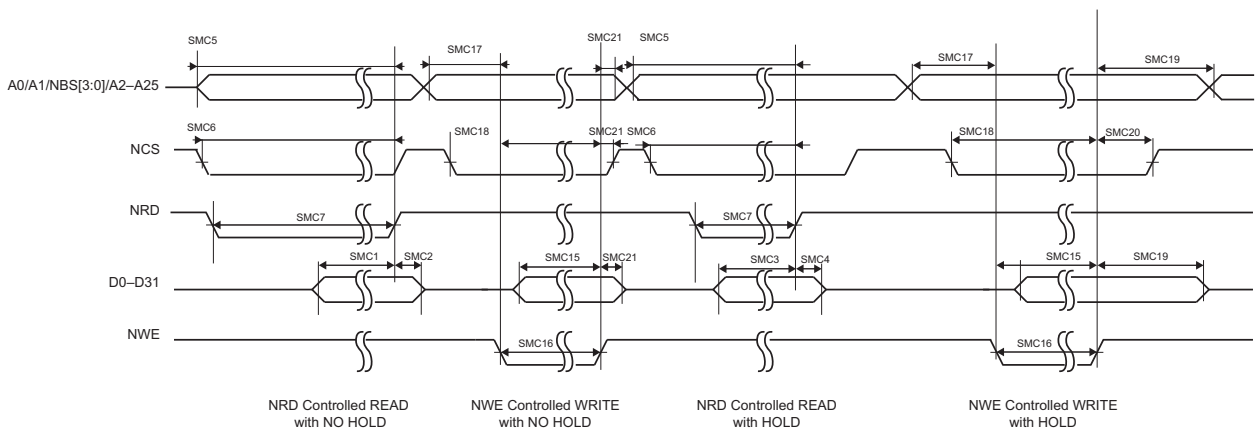 SMC5 SMC17 SMC21 SMC5 SMC17 SMC19
A0/A1/NBS[3:0]/A2–A25
SMC6 SMC18 SMC21 SMC6 SMC18 SMC20
NCS
NRD
SMC7 SMC7
SMC1 SMC2 SMC15 SMC21 SMC3 SMC4 SMC15 SMC19
D0–D31
NWE
SMC16 SMC16
NRD Controlled READ
with NO HOLD
NWE Controlled WRITE
with NO HOLD
NRD Controlled READ
with HOLD
NWE Controlled WRITE
with HOLD